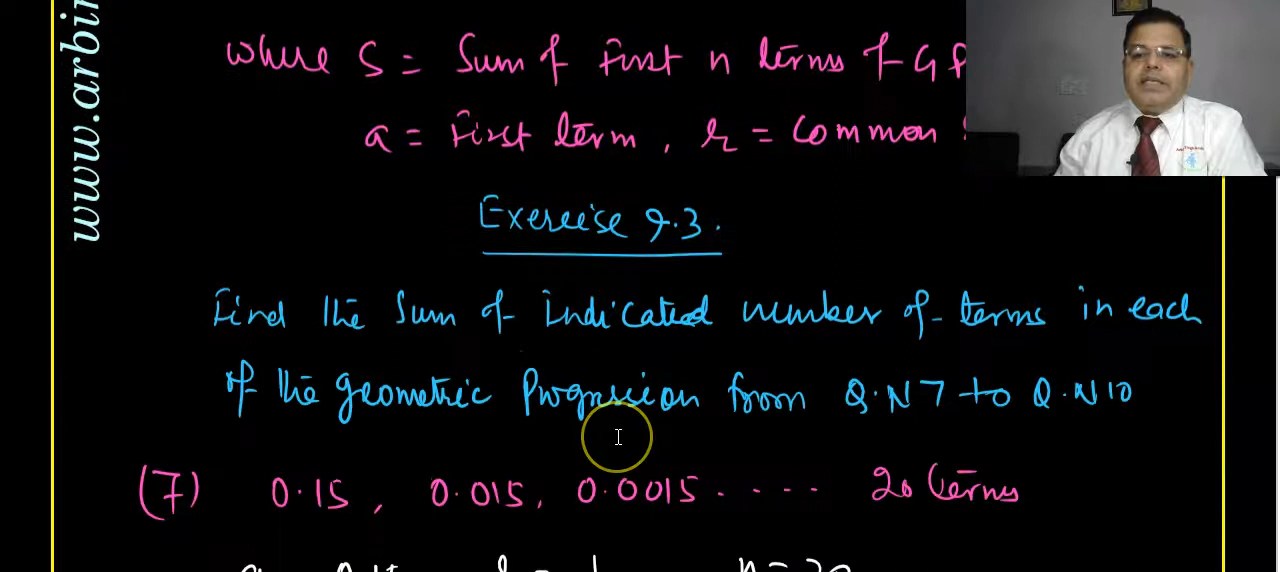 www.arbin
where S = Sum of First n terms of G P
a = First term, r = Common
Exercise 9.3.
Find the Sum of indicated number of terms in each
of the geometric Progression from Q.N 7 to Q.N 10
(7) 0.15, 0.015, 0.0015..... 20 terms
n = 20